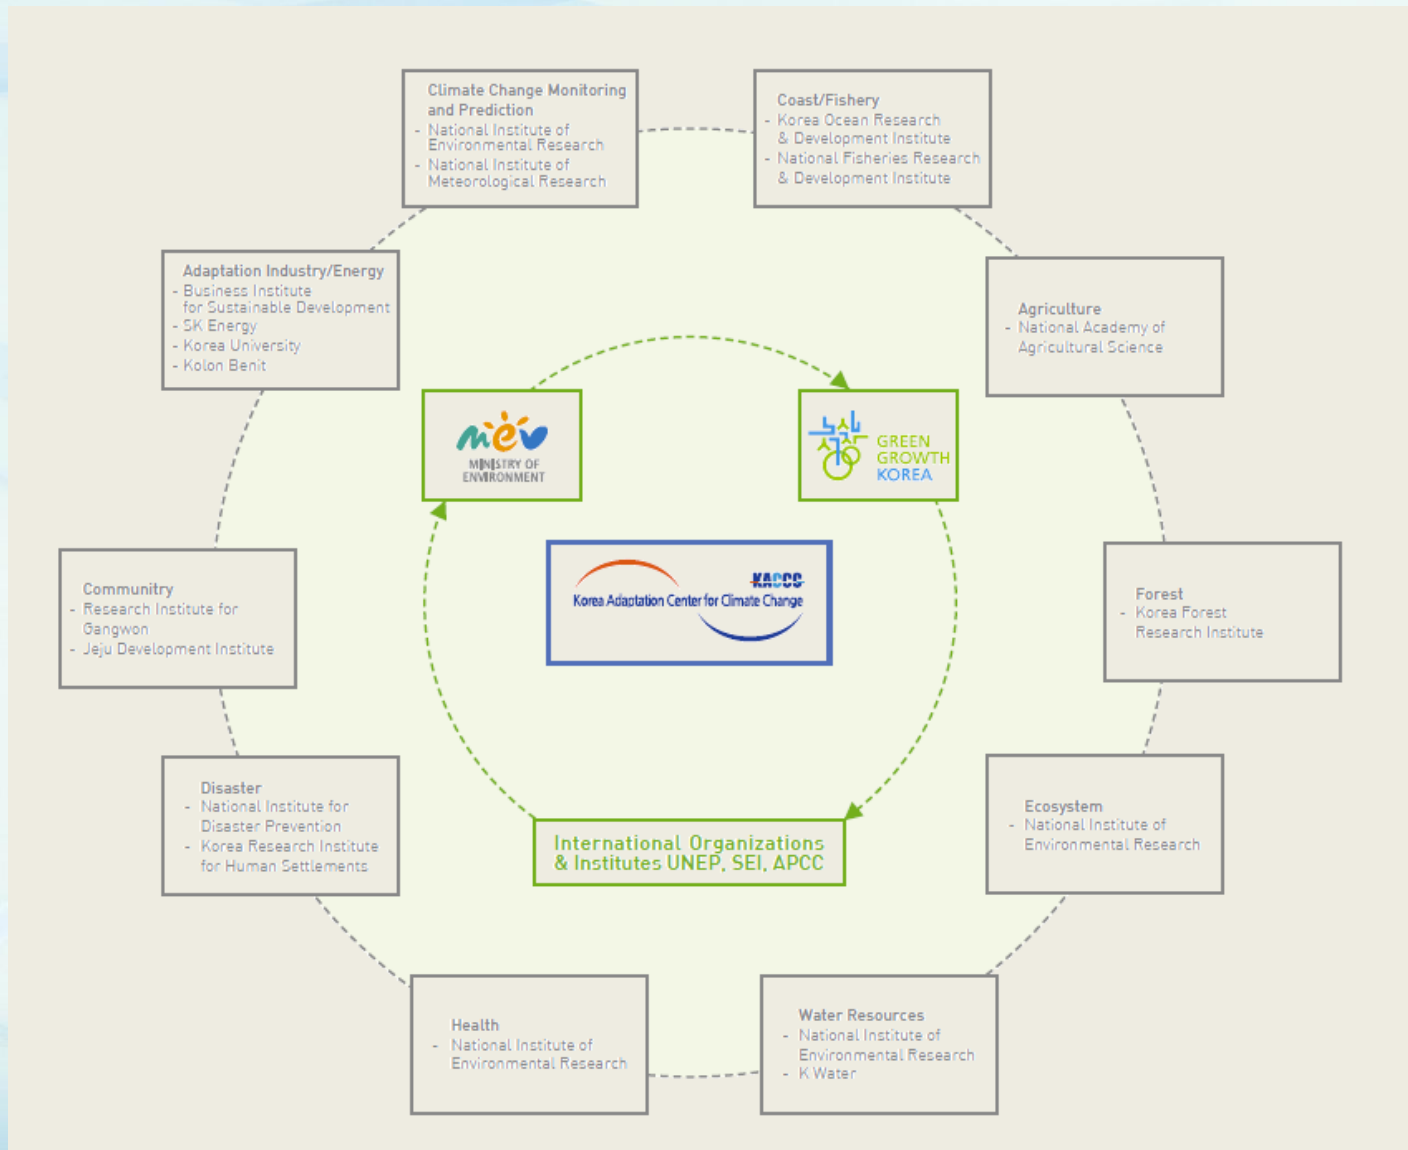 Climate Change Monitoring
and Prediction
- National Institute of
Environmental Research
- National Institute of
Meteorological Research
Coast/Fishery
- Korea Ocean Research
& Development Institute
- National Fisheries Research
& Development Institute
Adaptation Industry/Energy
- Business Institute
for Sustainable Development
- SK Energy
- Korea University
- Kolon Benit
Agriculture
- National Academy of
Agricultural Science
mev
MINISTRY OF
ENVIRONMENT
GREEN
GROWTH
KOREA
KACCC
Korea Adaptation Center for Climate Change
Communitry
- Research Institute for
Gangwon
- Jeju Development Institute
Forest
- Korea Forest
Research Institute
Disaster
- National Institute for
Disaster Prevention
- Korea Research Institute
for Human Settlements
International Organizations
& Institutes UNEP, SEI, APCC
Ecosystem
- National Institute of
Environmental Research
Health
- National Institute of
Environmental Research
Water Resources
- National Institute of
Environmental Research
- K Water